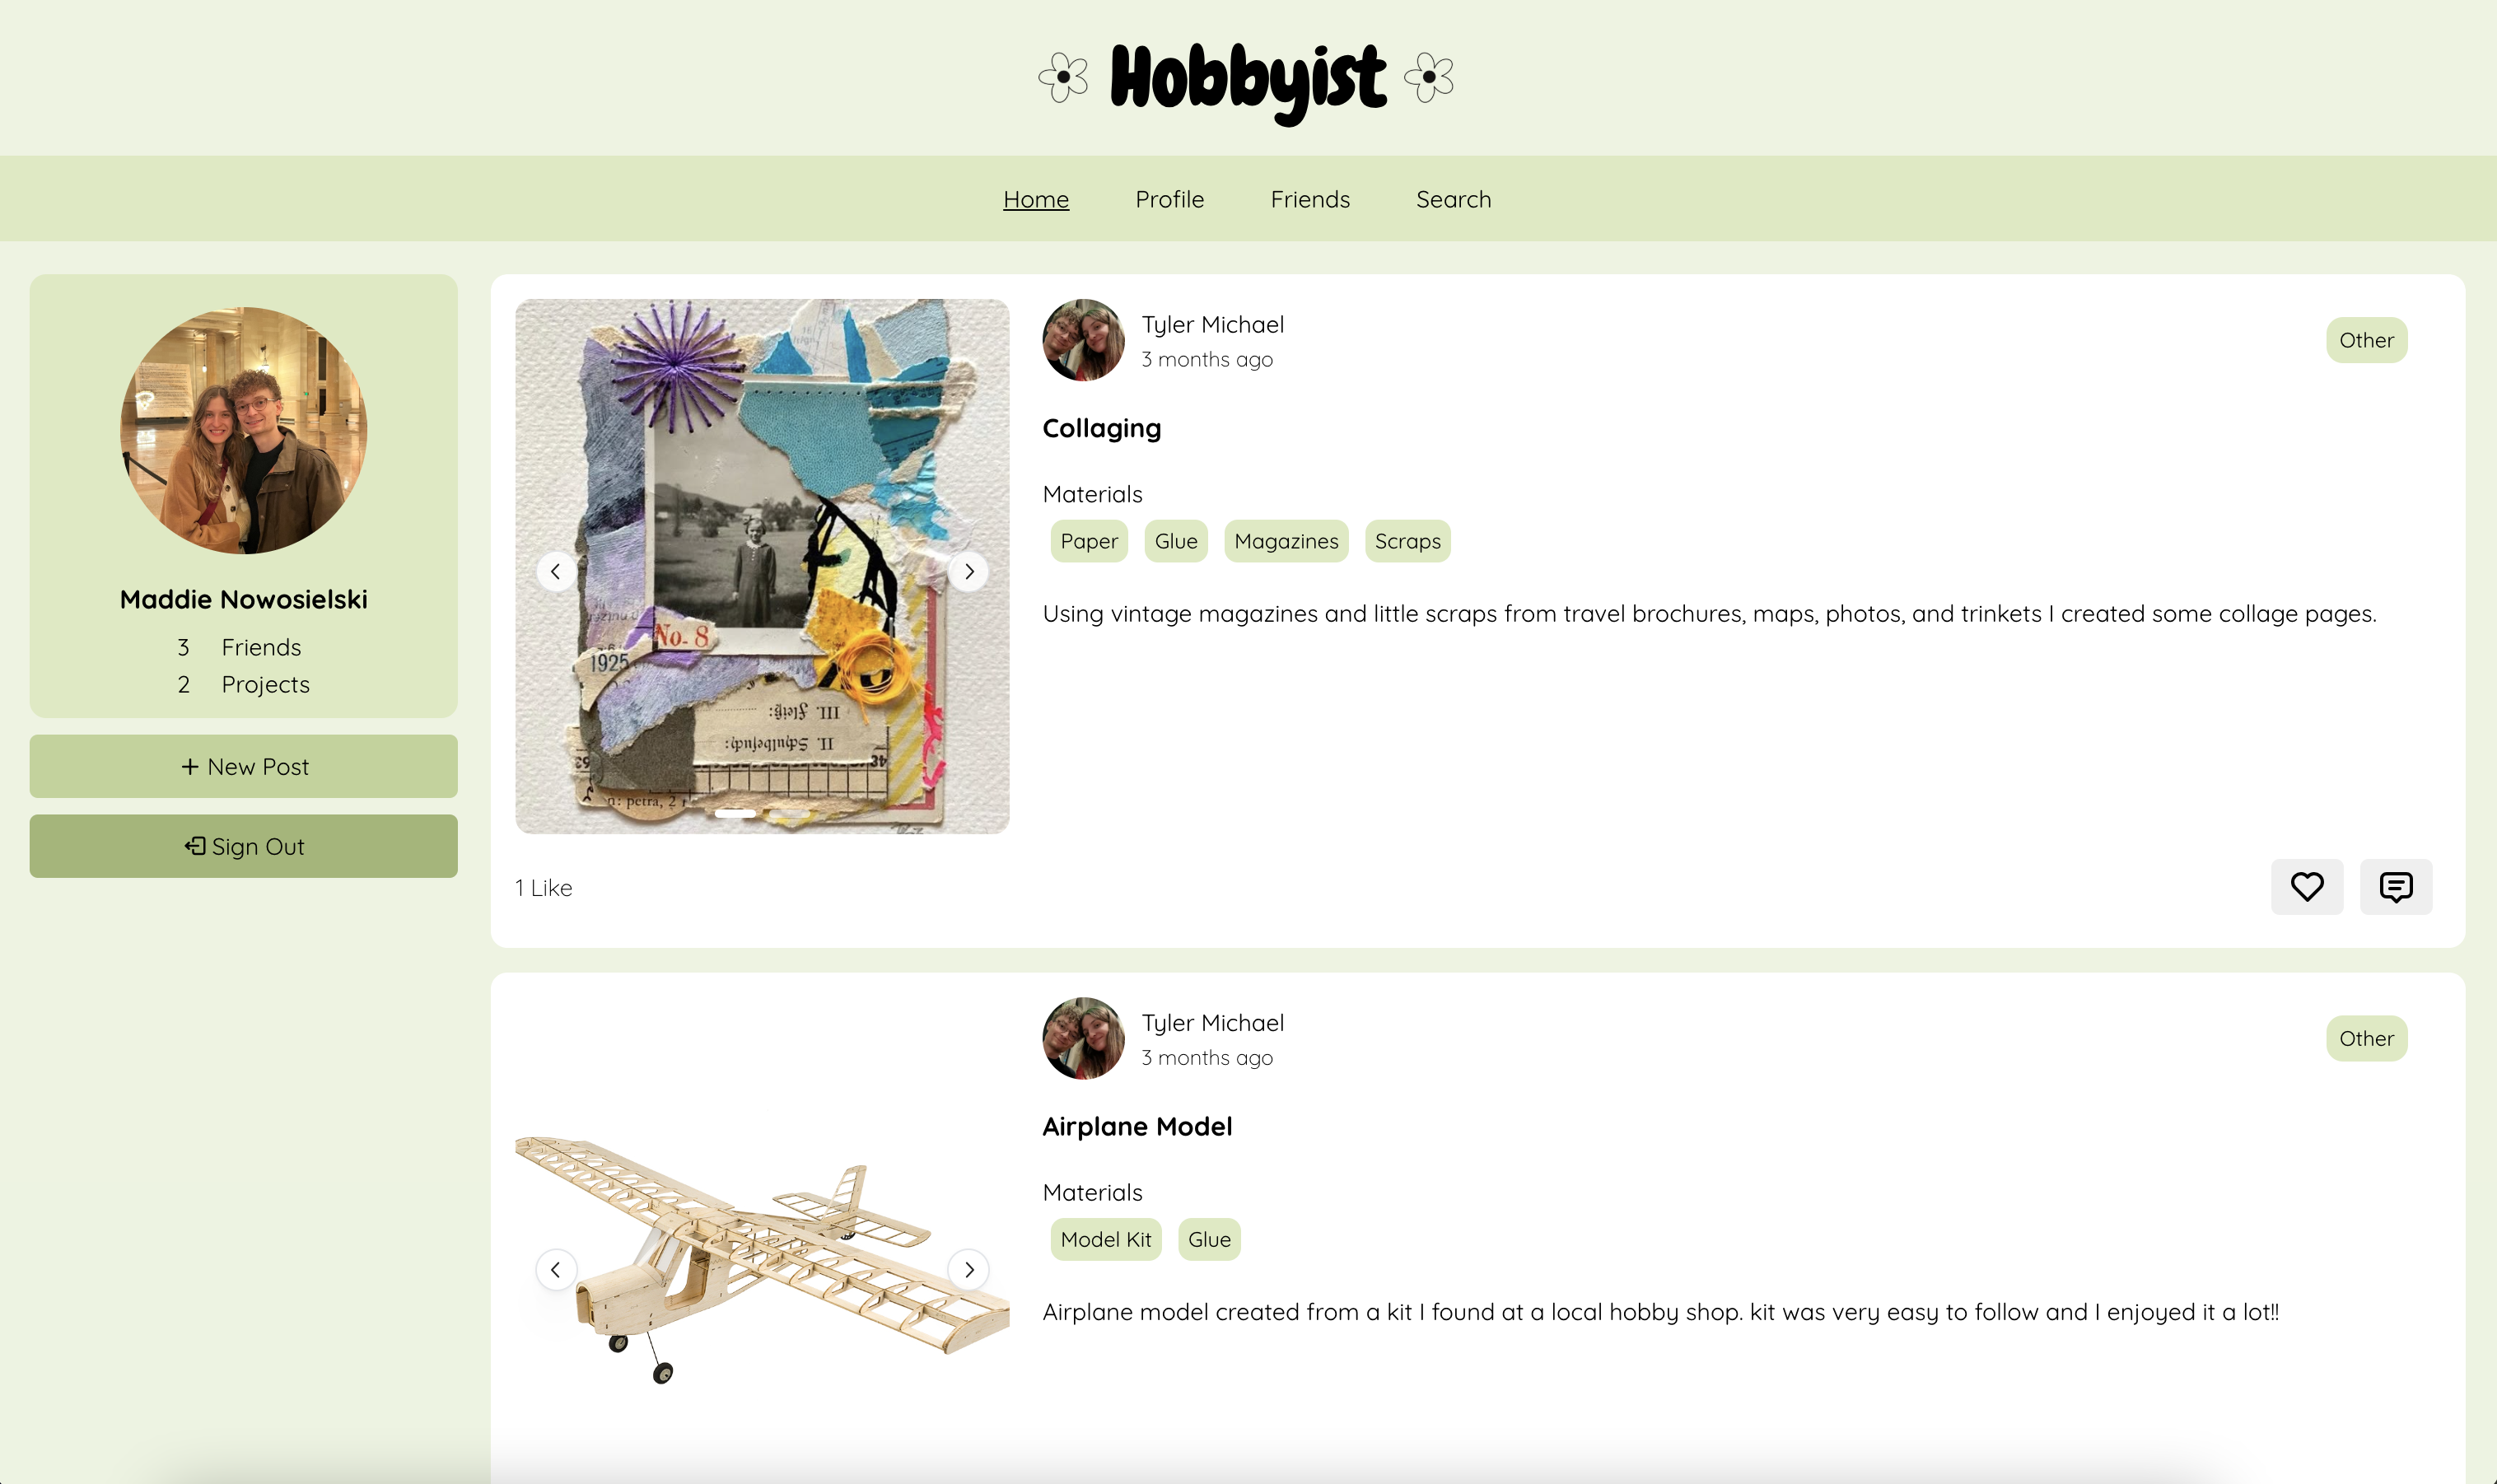 Hobbyist
Home Profile Friends Search
Maddie Nowosielski
3 Friends
2 Projects
+ New Post
Sign Out
Tyler Michael
3 months ago
Other
Collaging
Materials
Paper Glue Magazines Scraps
Using vintage magazines and little scraps from travel brochures, maps, photos, and trinkets I created some collage pages.
No. 8
1925
III. Fleiß:
II. Schulbesuch:
n: petra, 2
1 Like
Tyler Michael
3 months ago
Other
Airplane Model
Materials
Model Kit Glue
Airplane model created from a kit I found at a local hobby shop. kit was very easy to follow and I enjoyed it a lot!!